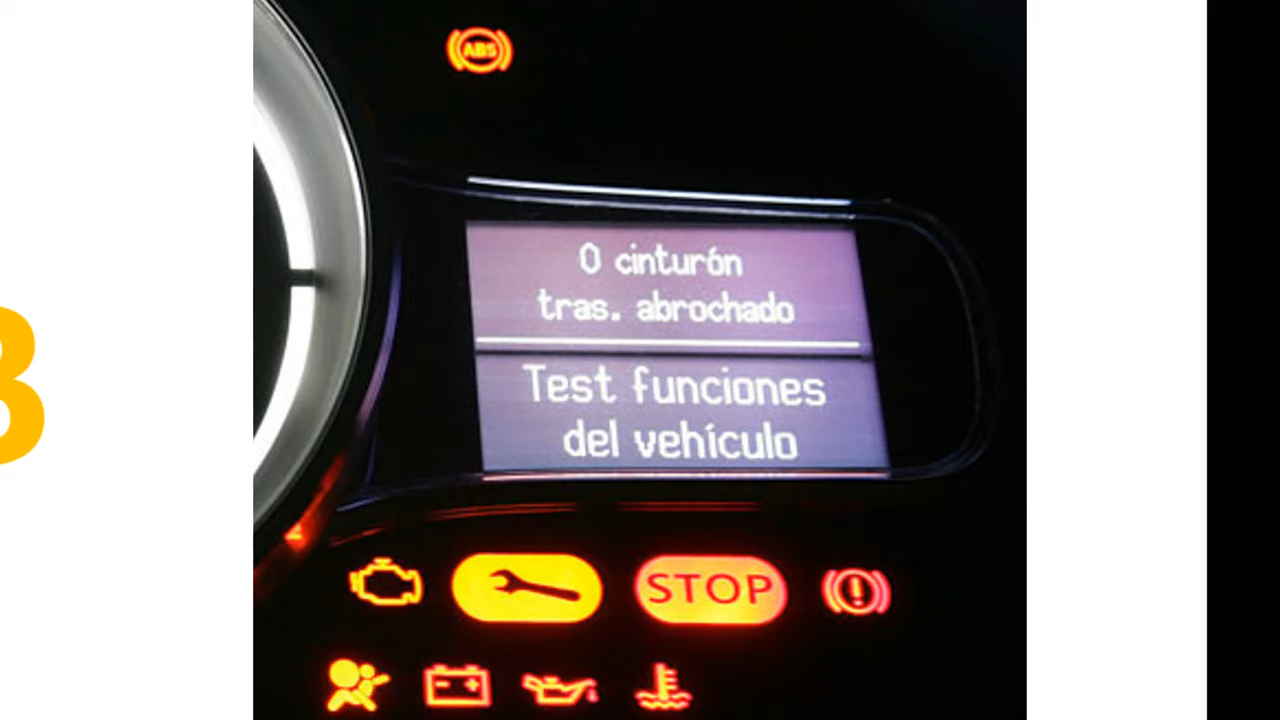 ABS
0 cinturón
tras. abrochado
Test funciones
del vehículo
STOP